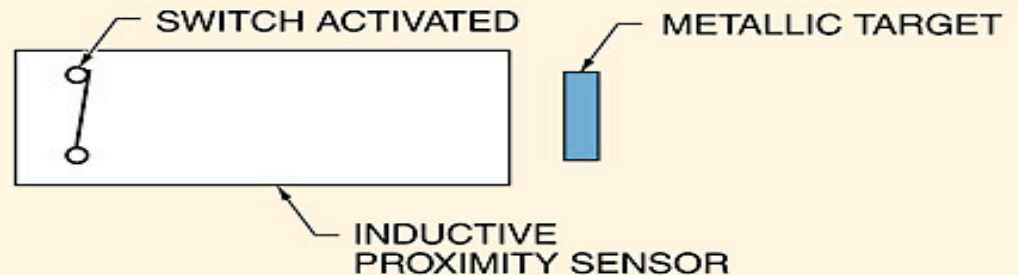 SWITCH ACTIVATED
METALLIC TARGET
INDUCTIVE
PROXIMITY SENSOR